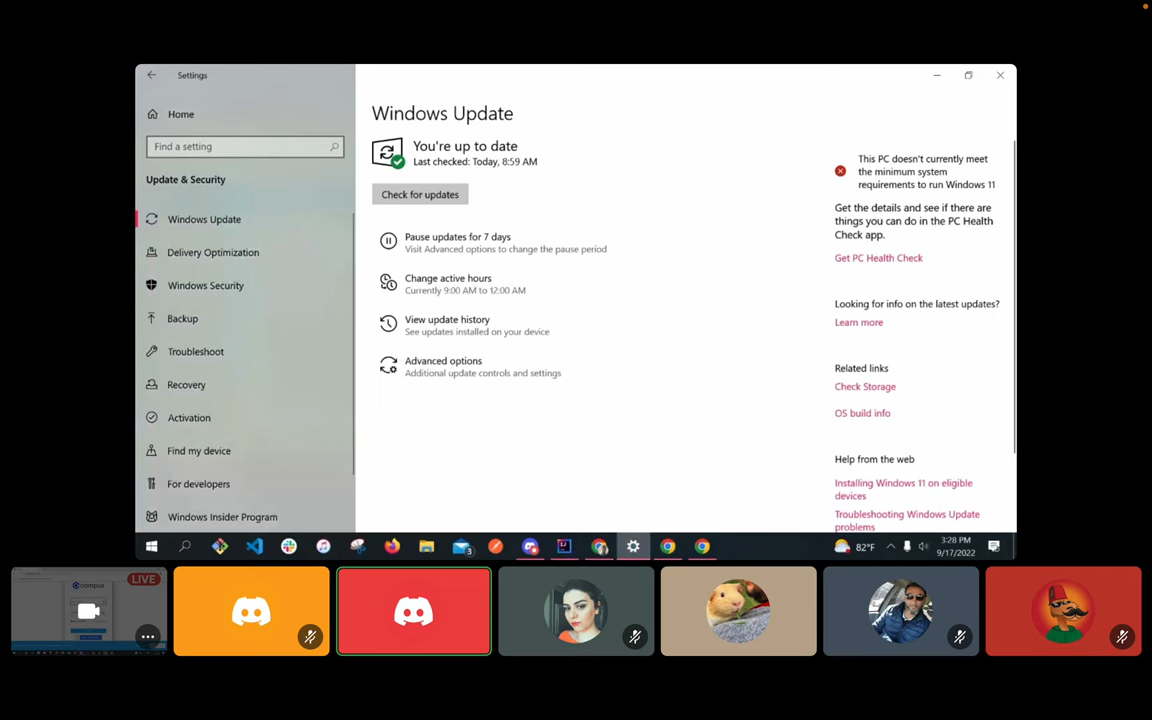 Settings
Home
Find a setting
Update & Security
Windows Update
Delivery Optimization
Windows Security
Backup
Troubleshoot
Recovery
Activation
Find my device
For developers
Windows Insider Program
Windows Update
You're up to date
Last checked: Today, 8:59 AM
Check for updates
Pause updates for 7 days
Visit Advanced options to change the pause period
Change active hours
Currently 9:00 AM to 12:00 AM
View update history
See updates installed on your device
Advanced options
Additional update controls and settings
This PC doesn't currently meet
the minimum system
requirements to run Windows 11
Get the details and see if there are
things you can do in the PC Health
Check app.
Get PC Health Check
Looking for info on the latest updates?
Learn more
Related links
Check Storage
OS build info
Help from the web
Installing Windows 11 on eligible
devices
Troubleshooting Windows Update
problems
3
82°F
3:28 PM
9/17/2022
campus
LIVE